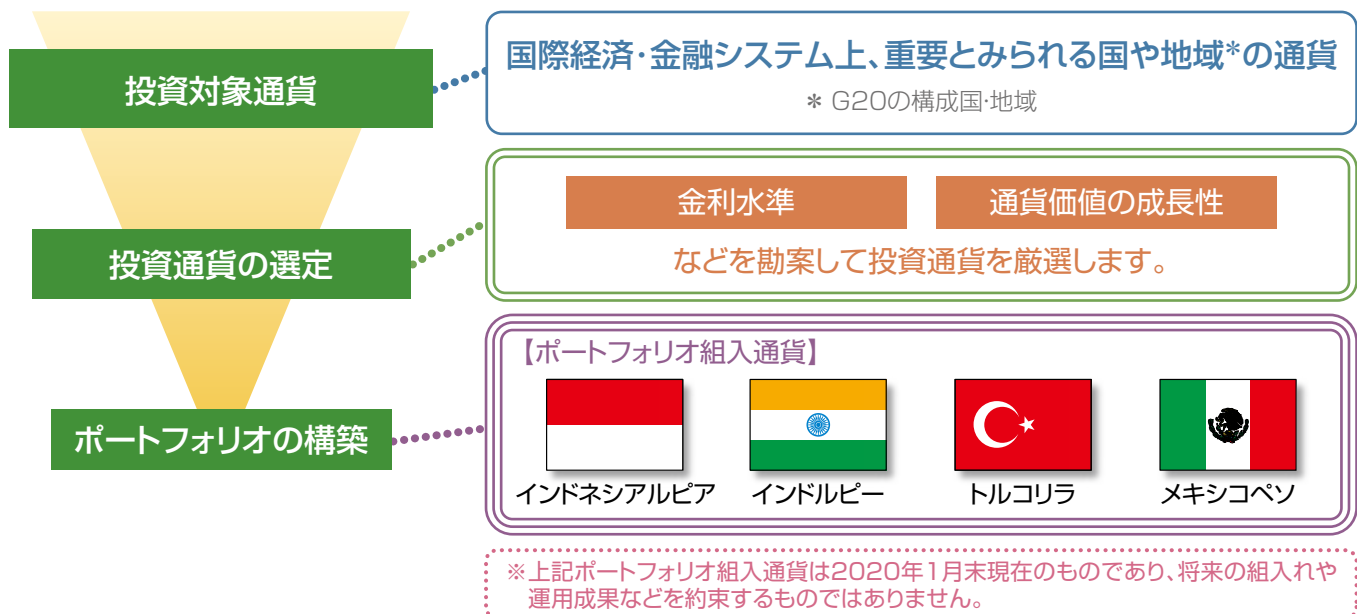 投資対象通貨
国際経済・金融システム上、重要とみられる国や地域*の通貨
＊ G20の構成国・地域
投資通貨の選定
金利水準
通貨価値の成長性
などを勘案して投資通貨を厳選します。
ポートフォリオの構築
【ポートフォリオ組入通貨】
インドネシアルピア
インドルピー
トルコリラ
メキシコペソ
※上記ポートフォリオ組入通貨は2020年1月末現在のものであり、将来の組入れや
運用成果などを約束するものではありません。